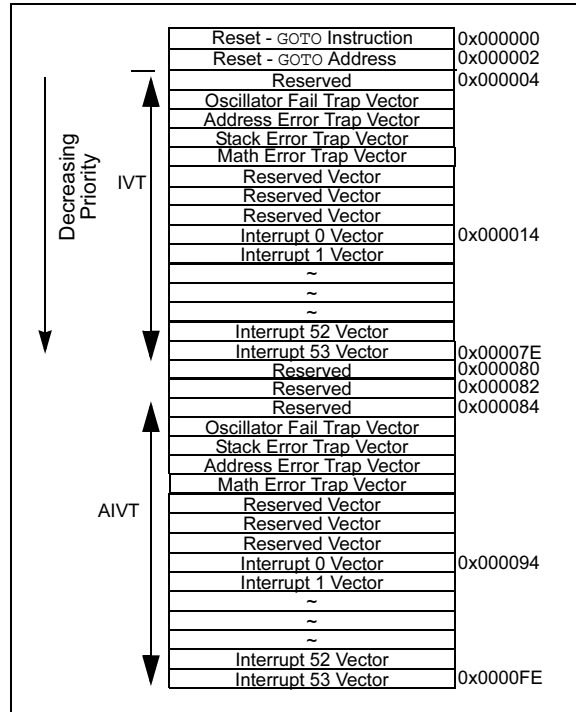 Reset - GOTO Instruction 0x000000
Reset - GOTO Address 0x000002
Reserved 0x000004
Oscillator Fail Trap Vector
Address Error Trap Vector
Stack Error Trap Vector
Math Error Trap Vector
Reserved Vector
Reserved Vector
Reserved Vector
Interrupt 0 Vector 0x000014
Interrupt 1 Vector
~
~
~
Interrupt 52 Vector
Interrupt 53 Vector 0x00007E
Reserved 0x000080
Reserved 0x000082
Reserved 0x000084
Oscillator Fail Trap Vector
Stack Error Trap Vector
Address Error Trap Vector
Math Error Trap Vector
Reserved Vector
Reserved Vector
Reserved Vector
Interrupt 0 Vector 0x000094
Interrupt 1 Vector
~
~
~
Interrupt 52 Vector
Interrupt 53 Vector 0x0000FE
Decreasing
Priority
IVT
AIVT